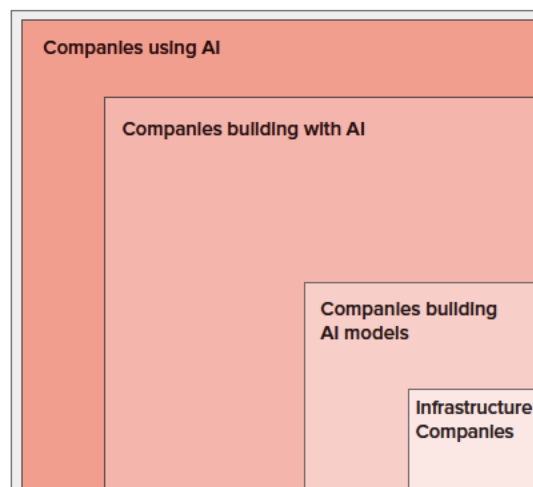 Companies using AI
Companies building with AI
Companies building
AI models
Infrastructure
Companies